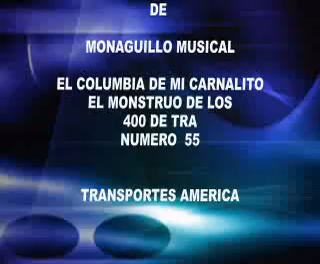 DE
MONAGUILLO MUSICAL
EL COLUMBIA DE MI CARNALITO
EL MONSTRUO DE LOS
400 DE TRA
NUMERO 55
TRANSPORTES AMERICA